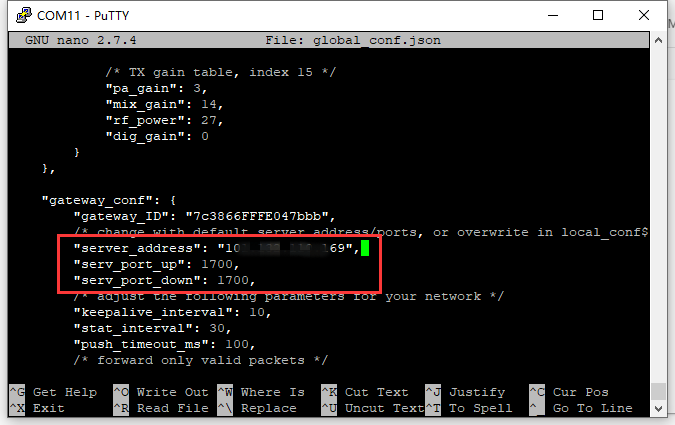 COM11 - PuTTY
GNU nano 2.7.4 File: global_conf.json
/* TX gain table, index 15 */
"pa_gain": 3,
"mix_gain": 14,
"rf_power": 27,
"dig_gain": 0
}
},
"gateway_conf": {
"gateway_ID": "7c3866FFFE047bbb",
/* change with default server address/ports, or overwrite in local_conf$
"server_address": "10 69",
"serv_port_up": 1700,
"serv_port_down": 1700,
/* adjust the following parameters for your network */
"keepalive_interval": 10,
"stat_interval": 30,
"push_timeout_ms": 100,
/* forward only valid packets */
^G Get Help ^O Write Out ^W Where Is ^K Cut Text ^J Justify ^C Cur Pos
^X Exit ^R Read File ^\ Replace ^U Uncut Text ^T To Spell ^_ Go To Line